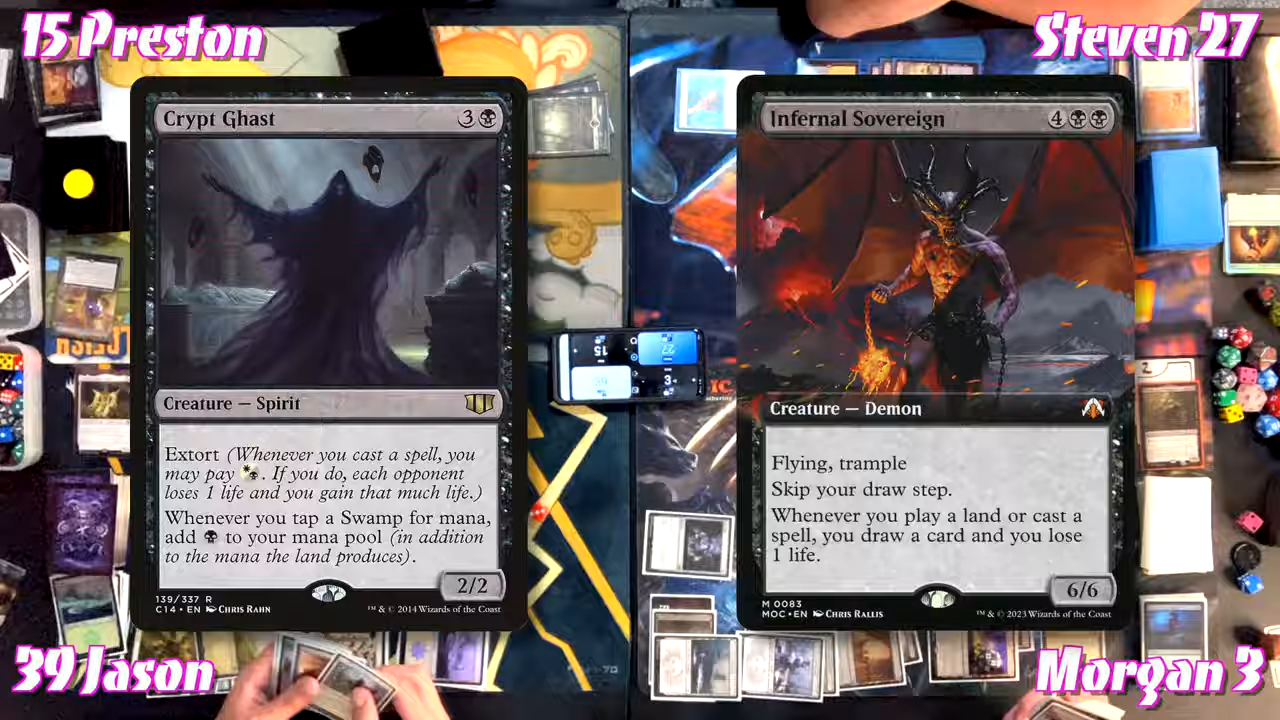 15 Preston
Steven 27
Crypt Ghast 3
Creature — Spirit
Extort (Whenever you cast a spell, you
may pay . If you do, each opponent
loses 1 life and you gain that much life.)
Whenever you tap a Swamp for mana,
add to your mana pool (in addition
to the mana the land produces).
2/2
139/337 R
C14 • EN Chris Rahn
™ & © 2014 Wizards of the Coast
Infernal Sovereign 4
Creature — Demon
Flying, trample
Skip your draw step.
Whenever you play a land or cast a
spell, you draw a card and you lose
1 life.
6/6
M 0083
MOC • EN Chris Rallis
™ & © 2023 Wizards of the Coast
15
27
3
39 Jason
Morgan 3